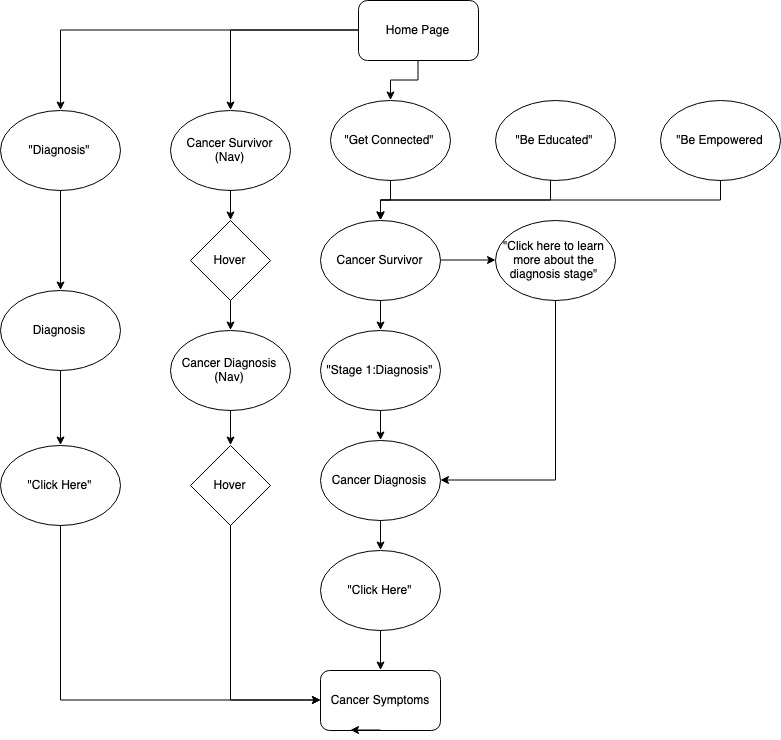 Home Page
"Diagnosis"
Cancer Survivor
(Nav)
"Get Connected"
"Be Educated"
"Be Empowered
Hover
Cancer Survivor
"Click here to learn
more about the
diagnosis stage"
Diagnosis
Cancer Diagnosis
(Nav)
"Stage 1:Diagnosis"
"Click Here"
Hover
Cancer Diagnosis
"Click Here"
Cancer Symptoms